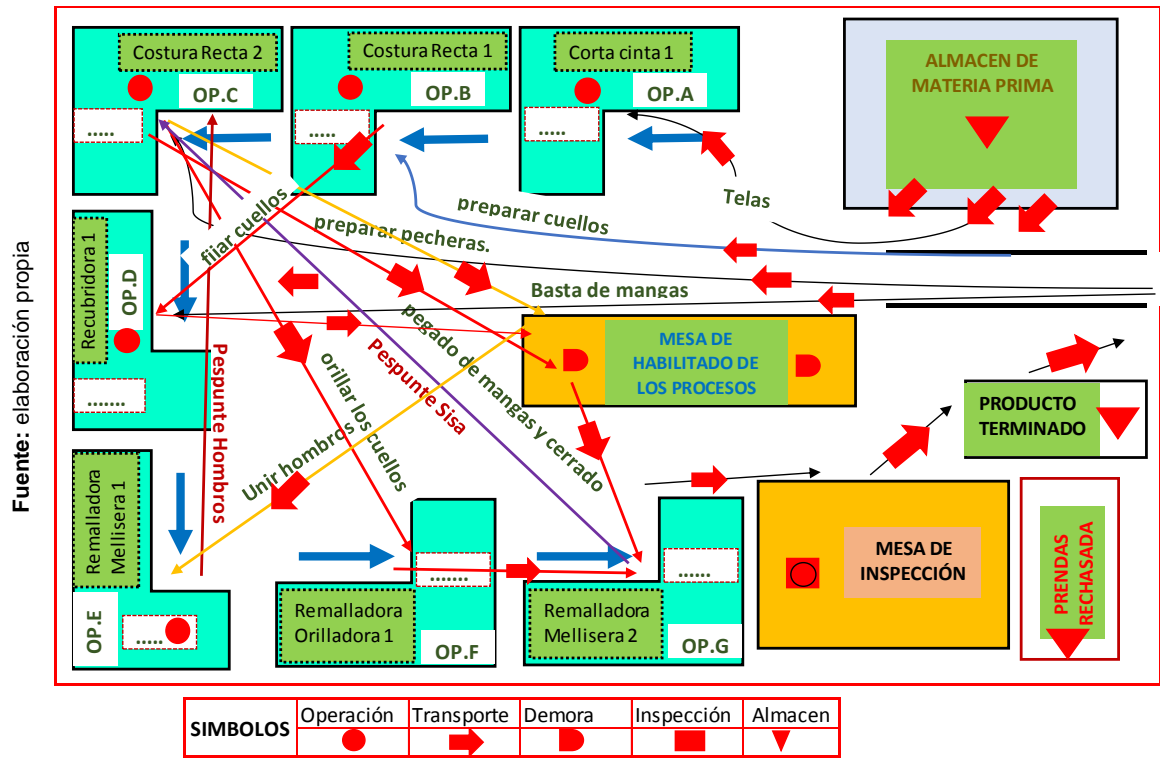 Costura Recta 2
OP.C
.....
Costura Recta 1
OP.B
.....
Corta cinta 1
OP.A
.....
ALMACEN DE
MATERIA PRIMA
Telas
preparar cuellos
preparar pecheras.
fijar cuellos
Basta de mangas
Fuente: elaboración propia
Recubridora 1
OP.D
.......
MESA DE
HABILITADO DE
LOS PROCESOS
Pespunte Hombros
orillar los cuellos
Pespunte Sisa
pegado de mangas y cerrado
Unir hombros
PRODUCTO
TERMINADO
Remalladora
Mellisera 1
OP.E
.....
Remalladora
Orilladora 1
OP.F
.......
Remalladora
Mellisera 2
OP.G
......
MESA DE
INSPECCIÓN
PRENDAS
RECHASADA
SIMBOLOS
Operación
Transporte
Demora
Inspección
Almacen